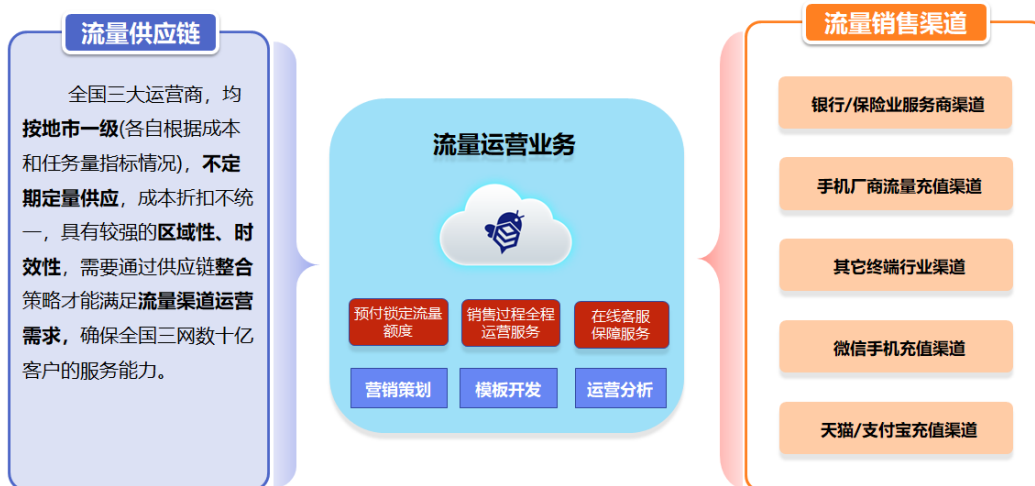 流量供应链
全国三大运营商，均
按地市一级(各自根据成本
和任务量指标情况)，不定
期定量供应，成本折扣不统
一，具有较强的区域性、时
效性，需要通过供应链整合
策略才能满足流量渠道运营
需求，确保全国三网数十亿
客户的服务能力。
流量运营业务
预付锁定流量
额度
销售过程全程
运营服务
在线客服
保障服务
营销策划
模板开发
运营分析
流量销售渠道
银行/保险业服务商渠道
手机厂商流量充值渠道
其它终端行业渠道
微信手机充值渠道
天猫/支付宝充值渠道